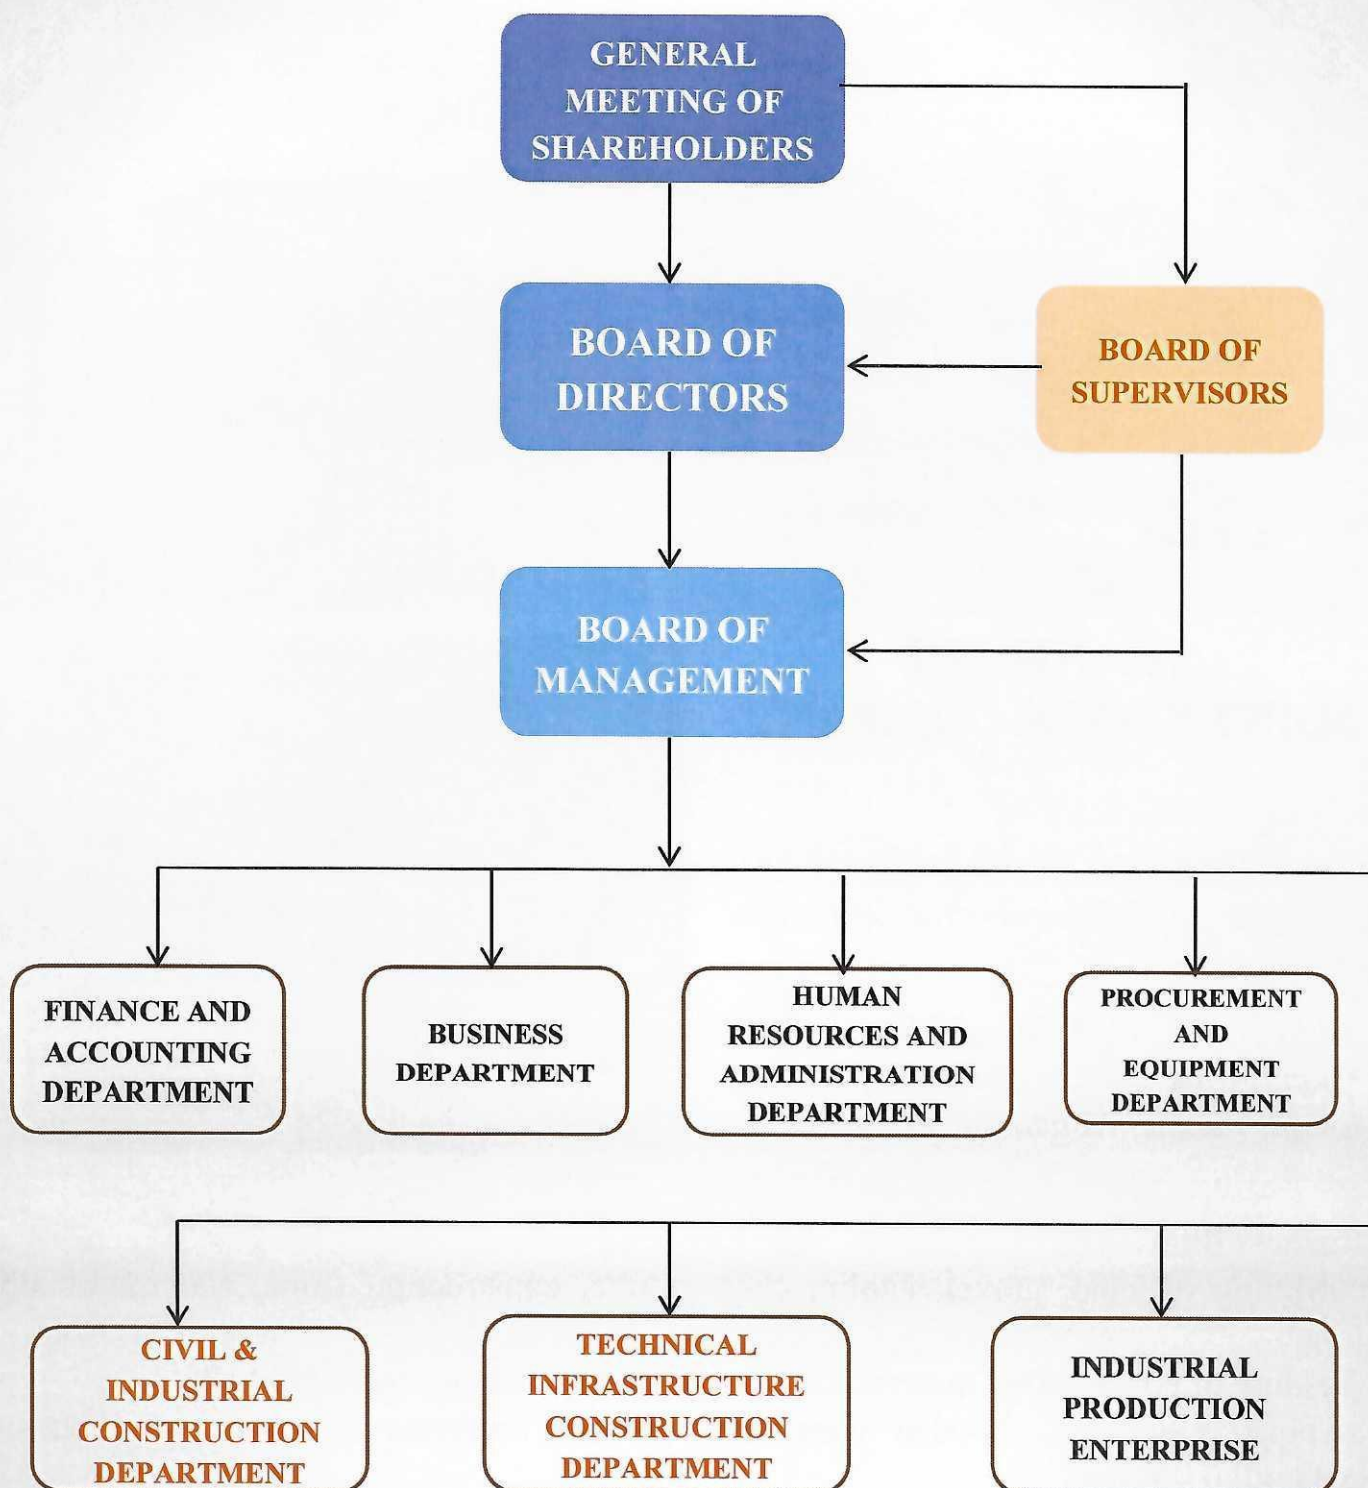 GENERAL
MEETING OF
SHAREHOLDERS
BOARD OF
DIRECTORS
BOARD OF
SUPERVISORS
BOARD OF
MANAGEMENT
FINANCE AND
ACCOUNTING
DEPARTMENT
BUSINESS
DEPARTMENT
HUMAN
RESOURCES AND
ADMINISTRATION
DEPARTMENT
PROCUREMENT
AND
EQUIPMENT
DEPARTMENT
CIVIL &
INDUSTRIAL
CONSTRUCTION
DEPARTMENT
TECHNICAL
INFRASTRUCTURE
CONSTRUCTION
DEPARTMENT
INDUSTRIAL
PRODUCTION
ENTERPRISE